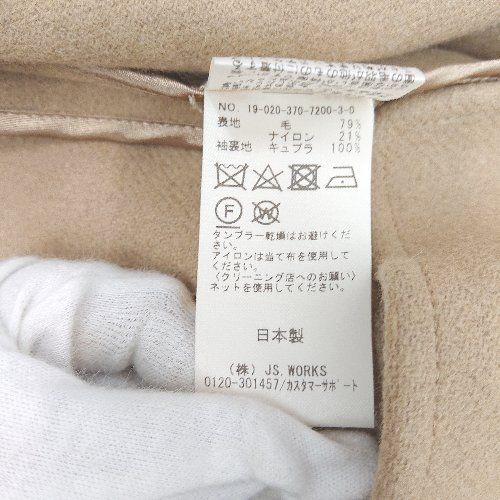 NO. 19-020-370-7200-3-0
表地 毛 79%
ナイロン 21%
袖裏地 キュプラ 100%
F W
タンブラー乾燥はお避けくだ
さい。
アイロンは当て布を使用して
ください。
〈クリーニング店へのお願い〉
ネットを使用してください。
日本製
(株) JS.WORKS
0120-301457/カスタマーサポート